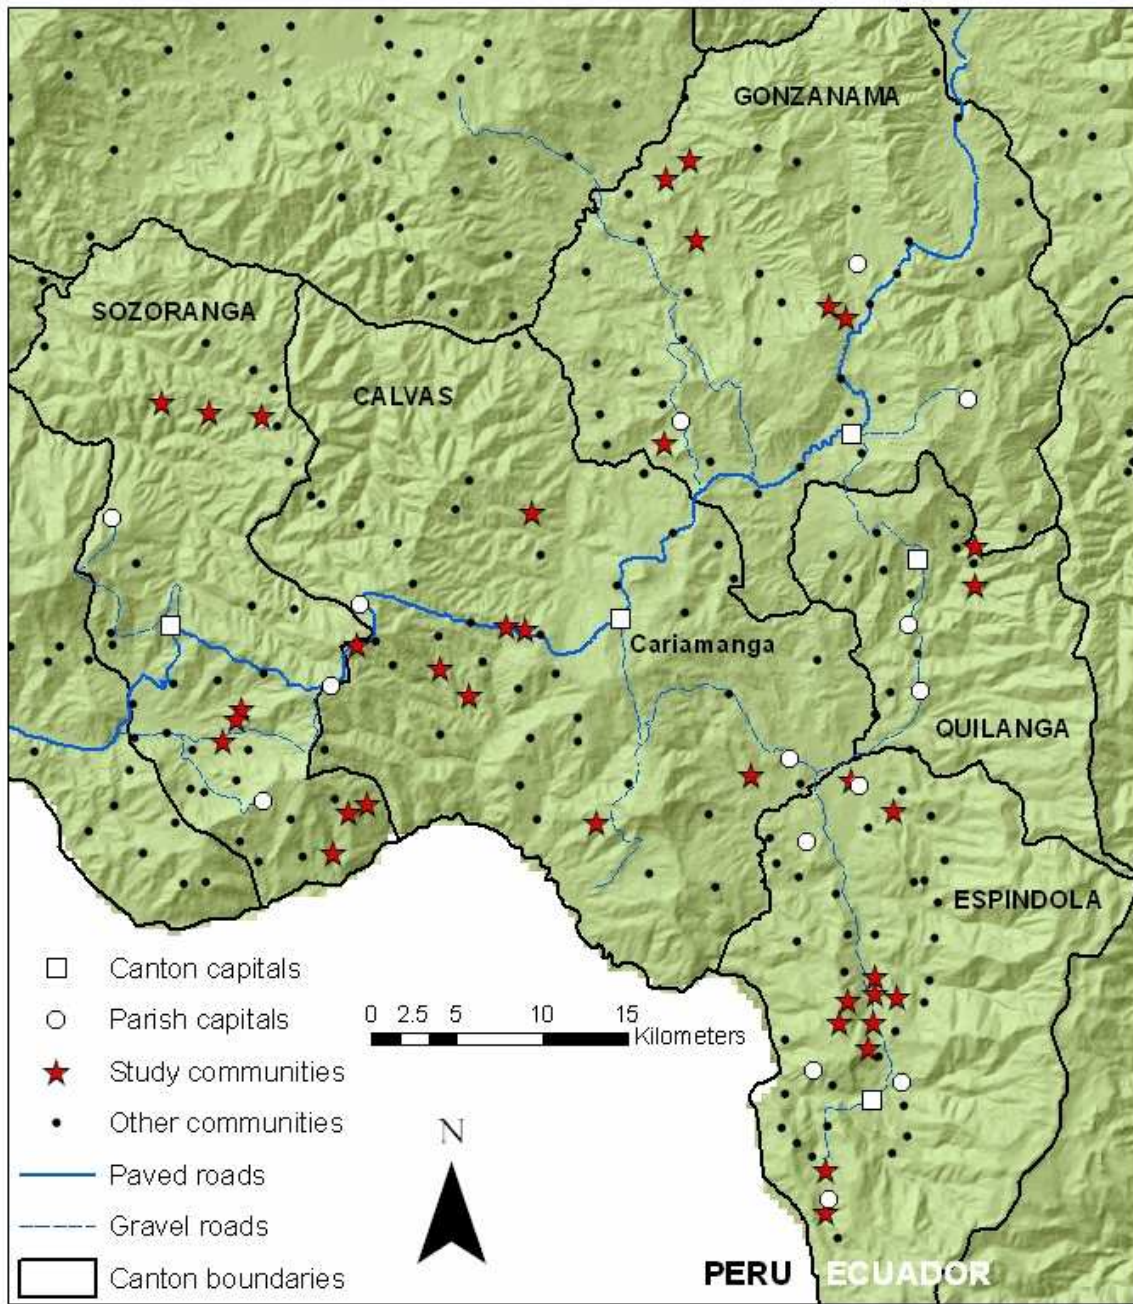 GONZANAMA
SOZORANGA
CALVAS
Cariamanga
QUILANGA
ESPINDOLA
Canton capitals
Parish capitals
Study communities
Other communities
Paved roads
Gravel roads
Canton boundaries
0 2.5 5 10 15
Kilometers
N
PERU ECUADOR